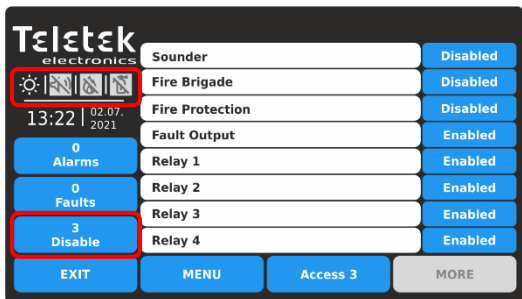 Teletek
electronics
13:22 02.07.
2021
0
Alarms
0
Faults
3
Disable
Sounder Disabled
Fire Brigade Disabled
Fire Protection Disabled
Fault Output Enabled
Relay 1 Enabled
Relay 2 Enabled
Relay 3 Enabled
Relay 4 Enabled
EXIT MENU Access 3 MORE